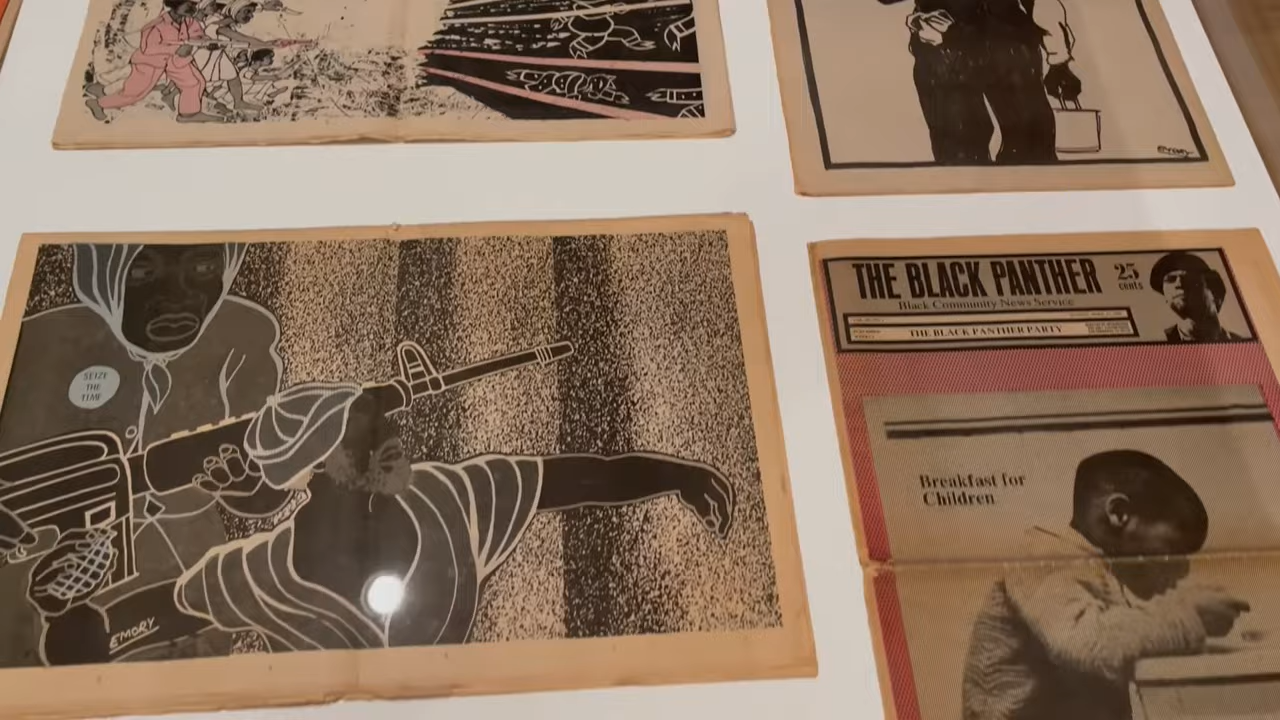 Emory
SEIZE
THE
TIME
EMORY
THE BLACK PANTHER
25
cents
Black Community News Service
THE BLACK PANTHER PARTY
Breakfast for
Children